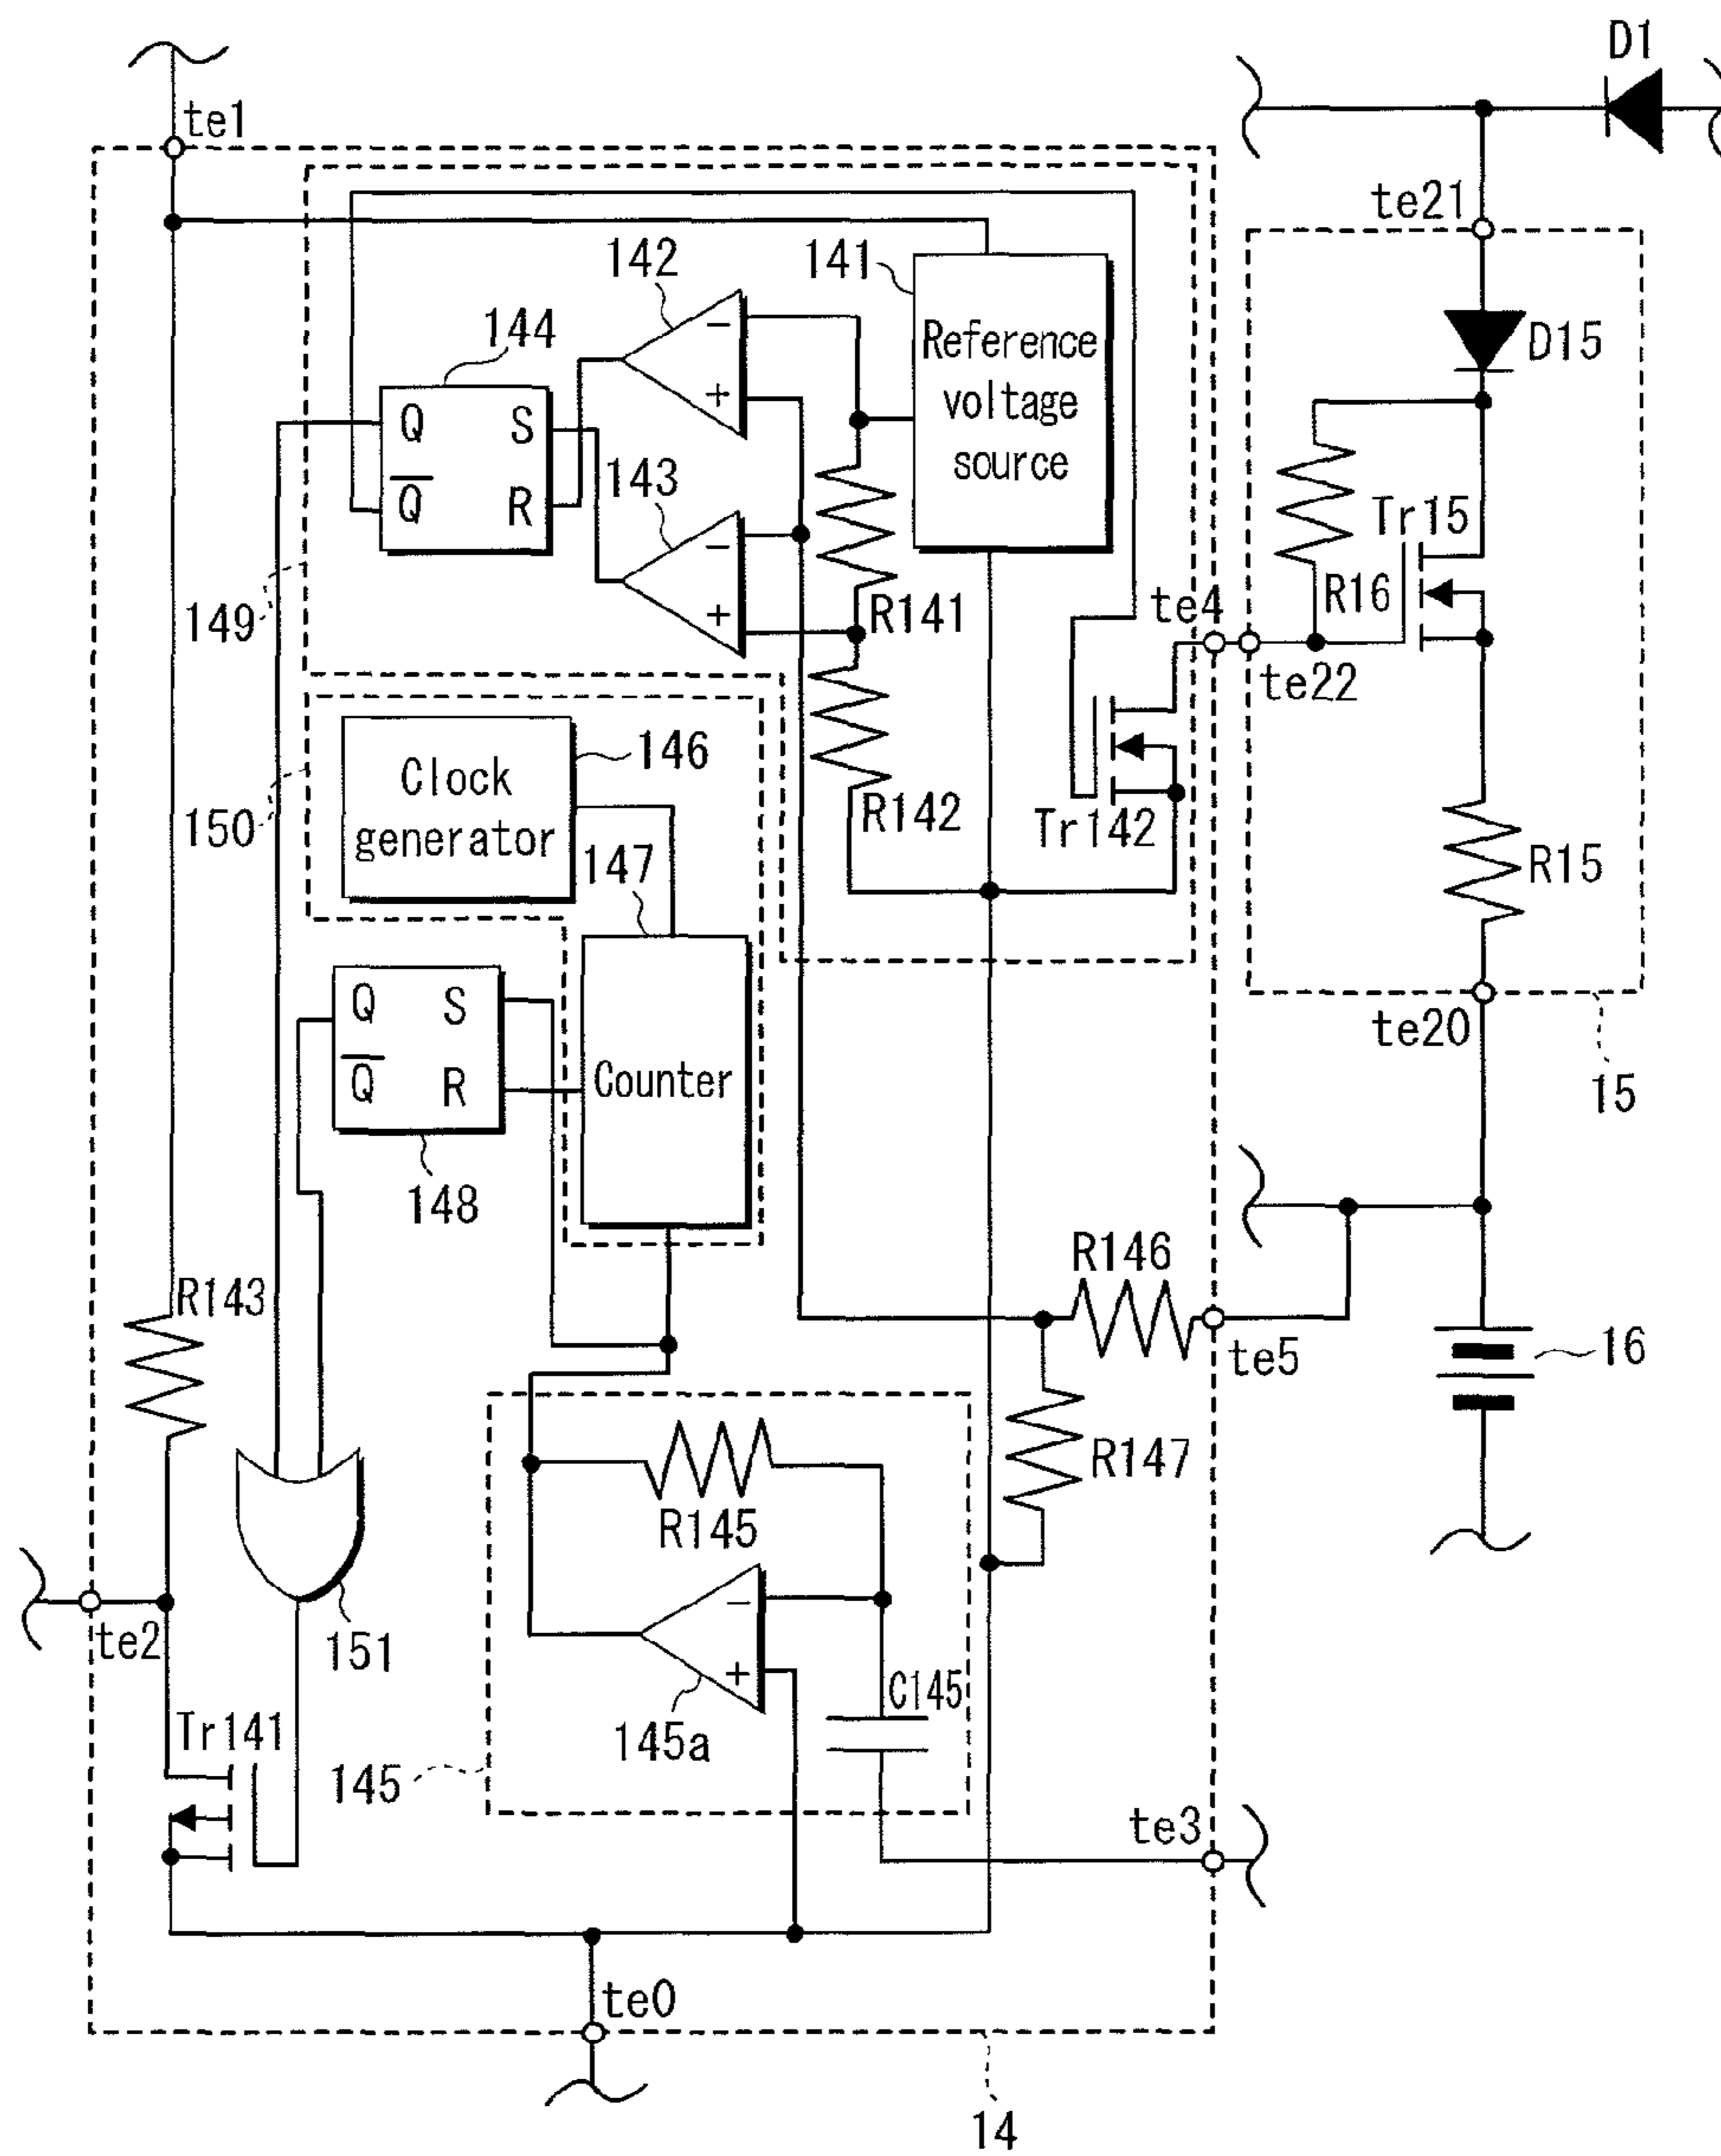 D1
te1
te21
142
141
144
Reference
voltage
source
D15
−
+
Q
S
Q̅
R
143
Tr15
−
+
149
R141
te4
R16
te22
146
Clock
generator
150
R142
Tr142
147
R15
Q
S
Q̅
R
Counter
te20
15
148
R143
R146
te5
16
R147
R145
−
+
te2
151
145a
C145
Tr141
145
te3
te0
14